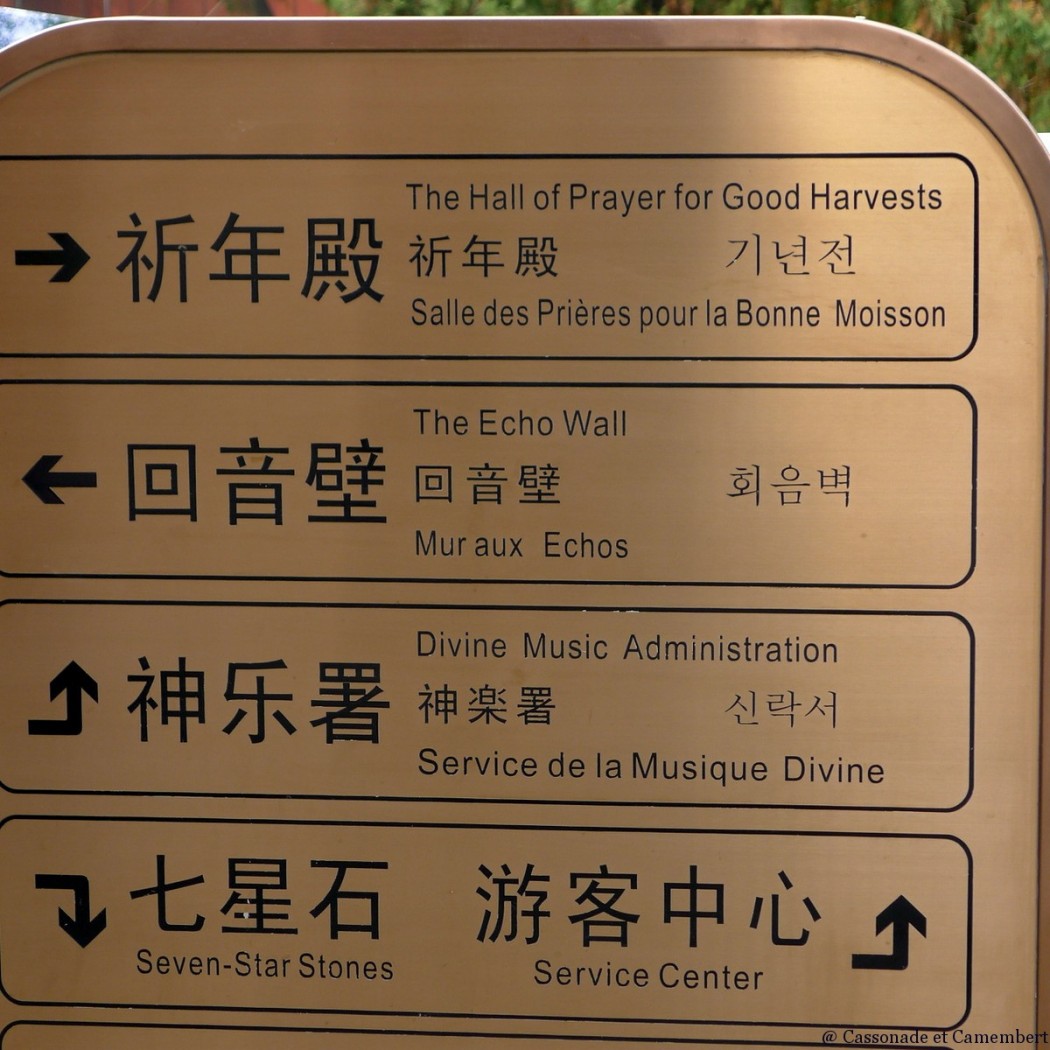 祈年殿
The Hall of Prayer for Good Harvests
祈年殿 기년전
Salle des Prières pour la Bonne Moisson
回音壁
The Echo Wall
回音壁 회음벽
Mur aux Echos
神乐署
Divine Music Administration
神楽署 신락서
Service de la Musique Divine
七星石
Seven-Star Stones
游客中心
Service Center
@ Cassonade et Camembert